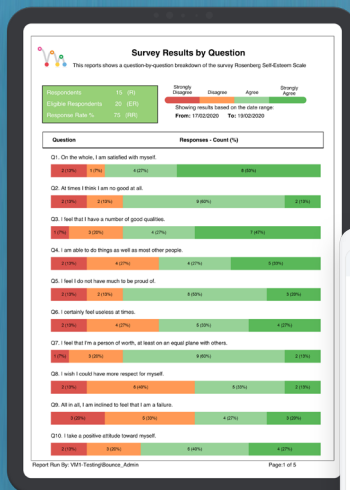 Survey Results by Question
This reports shows a question-by-question breakdown of the survey Rosenberg Self-Esteem Scale
Respondents 15 (R)
Eligible Respondents 20 (ER)
Response Rate % 75 (RR)
Strongly Disagree Disagree Agree Strongly Agree
Showing results based on the date range
From: 17/02/2020 To: 19/02/2020
Question Responses - Count (%)
Q1. On the whole, I am satisfied with myself.
2 (13%) 1 (7%) 4 (27%) 8 (53%)
Q2. At times I think I am no good at all.
2 (13%) 2 (13%) 9 (60%) 2 (13%)
Q3. I feel that I have a number of good qualities.
1 (7%) 3 (20%) 4 (27%) 7 (47%)
Q4. I am able to do things as well as most other people.
2 (13%) 4 (27%) 4 (27%) 5 (33%)
Q5. I feel I do not have much to be proud of.
2 (13%) 2 (13%)
Q6. I certainly feel useless at times.
2 (13%) 4 (27%) 5 (33%) 4 (27%)
Q7. I feel that I'm a person of worth, at least on an equal plane with others.
1 (7%) 3 (20%) 9 (60%) 2 (13%)
Q8. I wish I could have more respect for myself.
2 (13%) 6 (40%) 5 (33%) 2 (13%)
Q9. All in all, I am inclined to feel that I am a failure.
3 (20%) 5 (33%) 4 (27%) 3 (20%)
Q10. I take a positive attitude toward myself.
2 (13%) 3 (20%) 6 (40%) 4 (27%)
Report Run By: VM1-Testing\Bounce_Admin Page:1 of 5